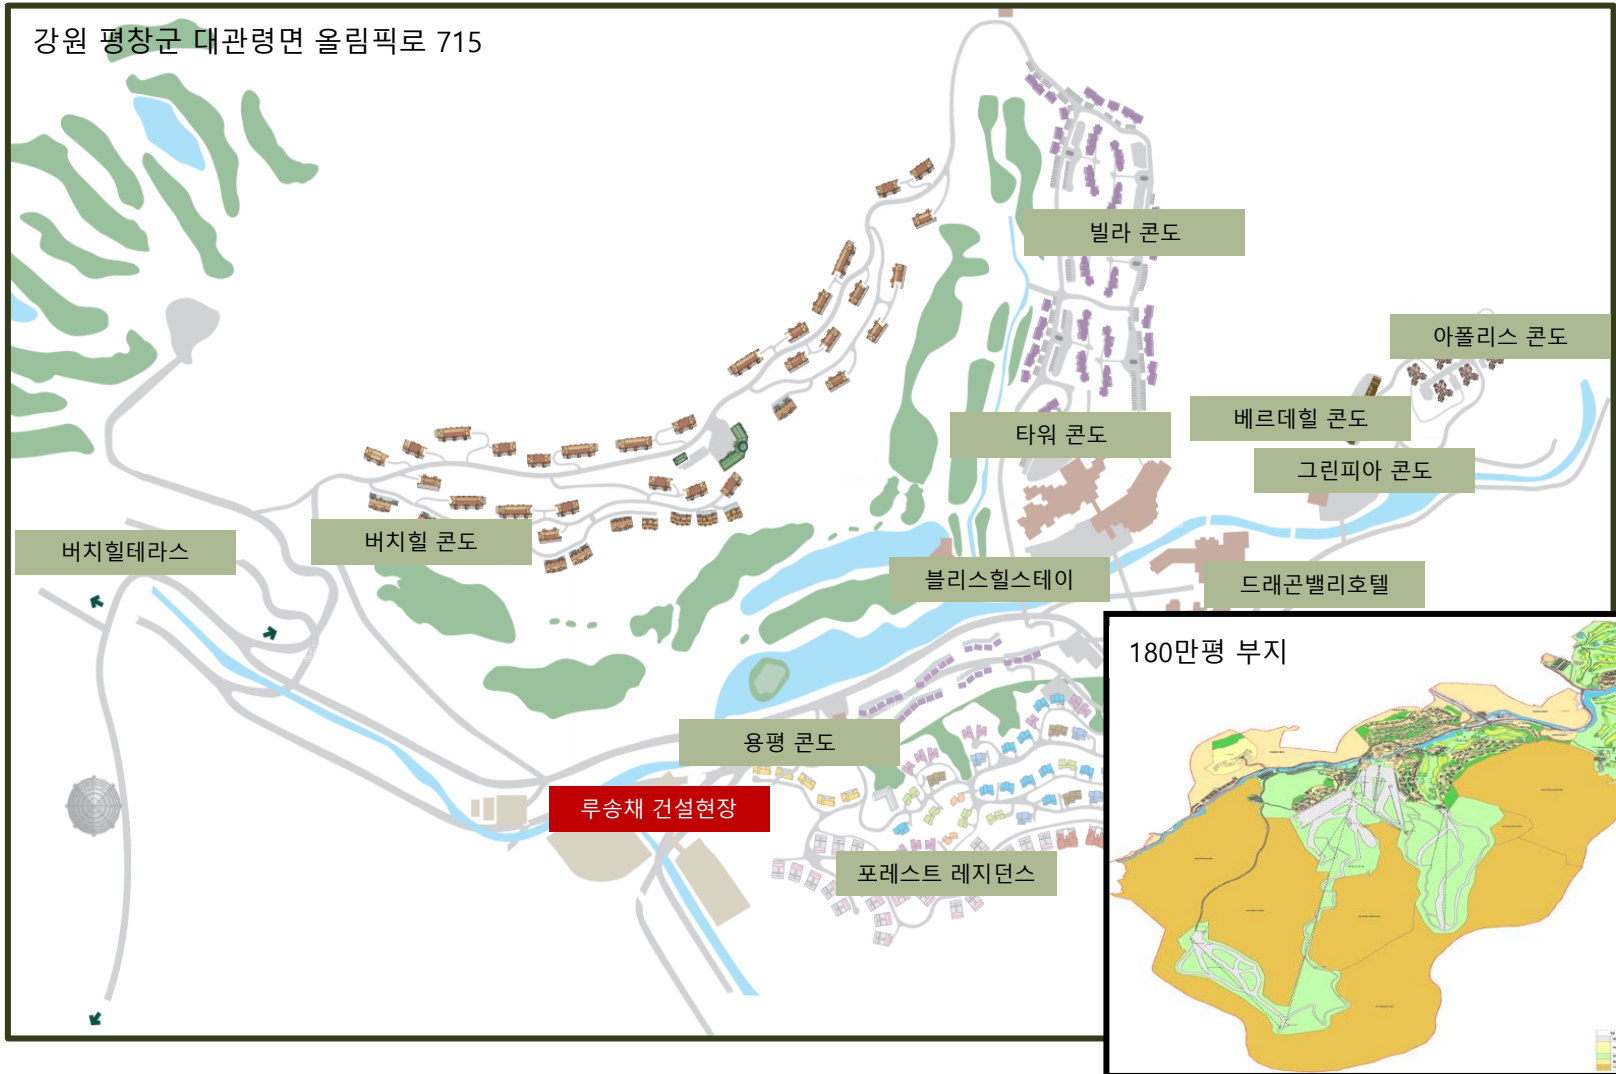 강원 평창군 대관령면 올림픽로 715
빌라 콘도
아폴리스 콘도
베르데힐 콘도
타워 콘도
그린피아 콘도
버치힐 콘도
버치힐테라스
블리스힐스테이
드래곤밸리호텔
180만평 부지
용평 콘도
루송채 건설현장
포레스트 레지던스